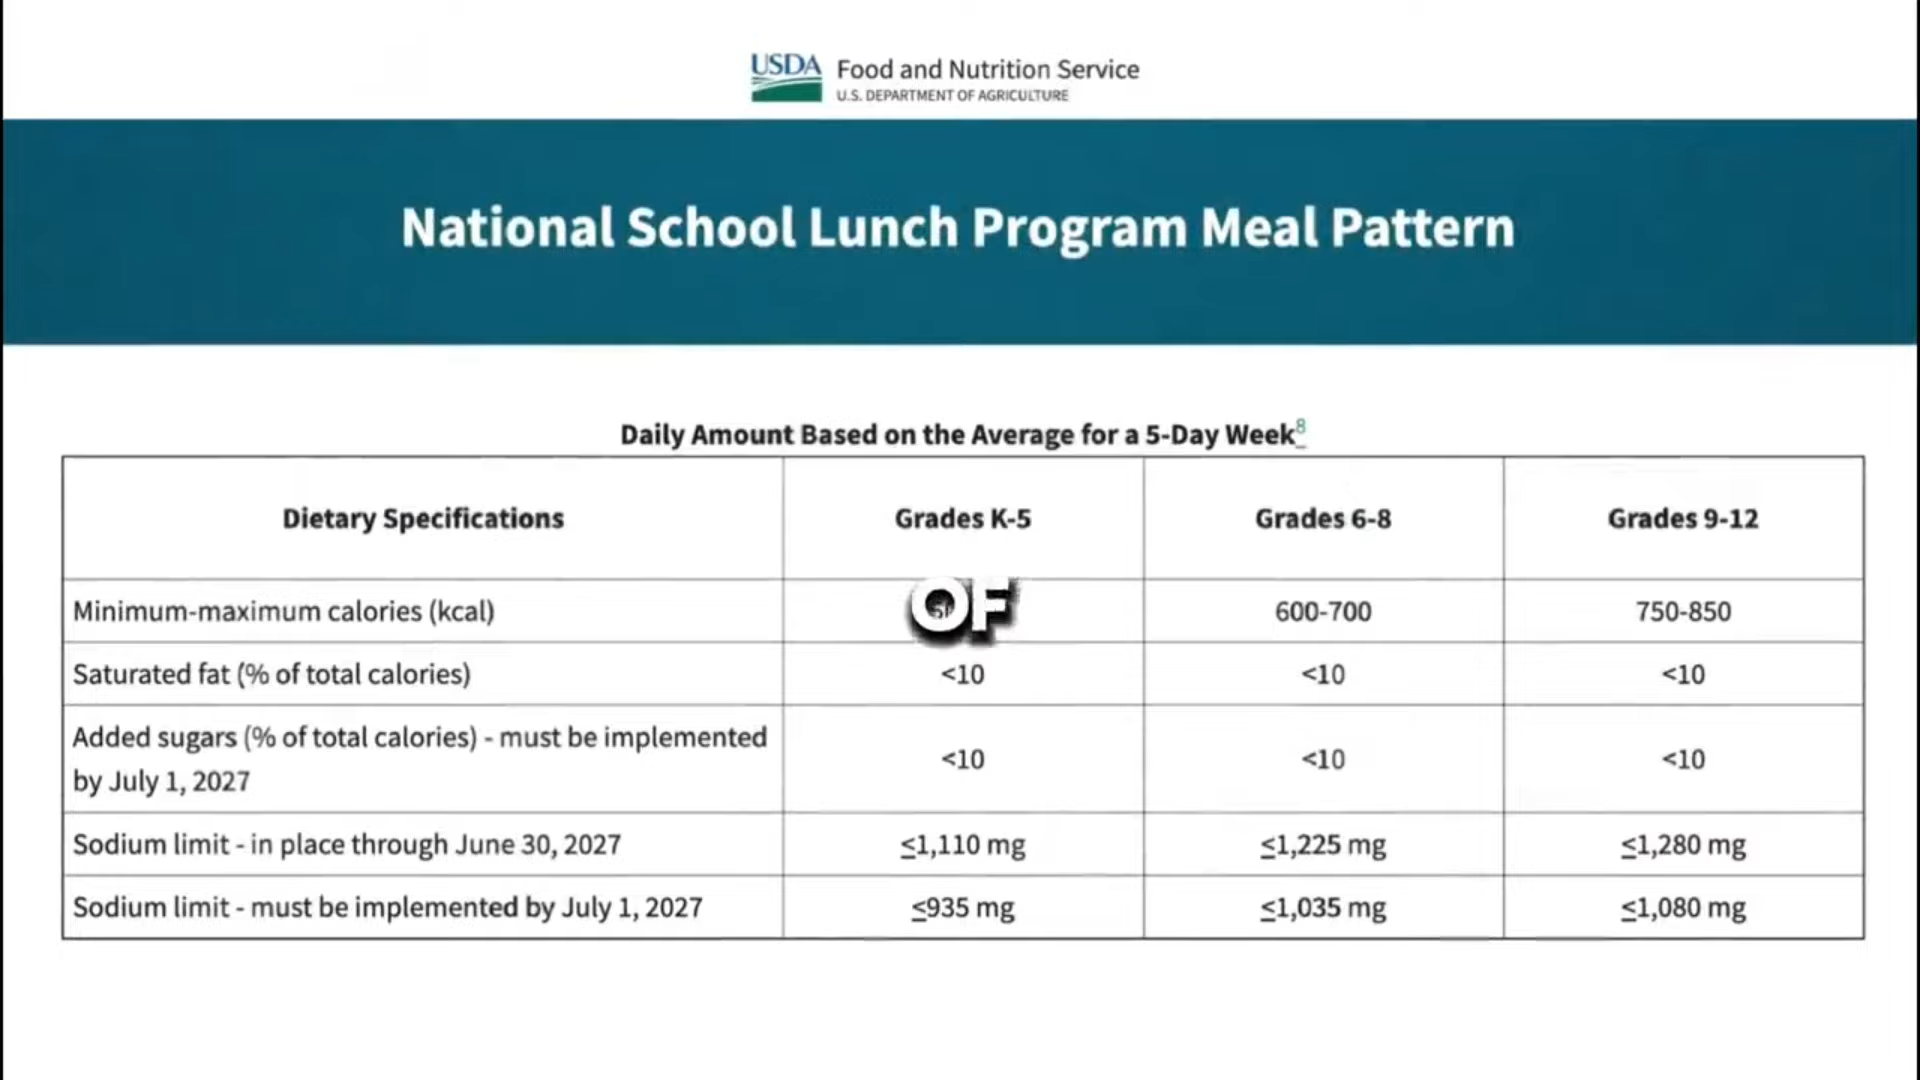 USDA Food and Nutrition Service
U.S. DEPARTMENT OF AGRICULTURE
National School Lunch Program Meal Pattern
Daily Amount Based on the Average for a 5-Day Week8
Dietary Specifications Grades K-5 Grades 6-8 Grades 9-12
Minimum-maximum calories (kcal) OF 600-700 750-850
Saturated fat (% of total calories) <10 <10 <10
Added sugars (% of total calories) - must be implemented
by July 1, 2027 <10 <10 <10
Sodium limit - in place through June 30, 2027 ≤1,110 mg ≤1,225 mg ≤1,280 mg
Sodium limit - must be implemented by July 1, 2027 ≤935 mg ≤1,035 mg ≤1,080 mg